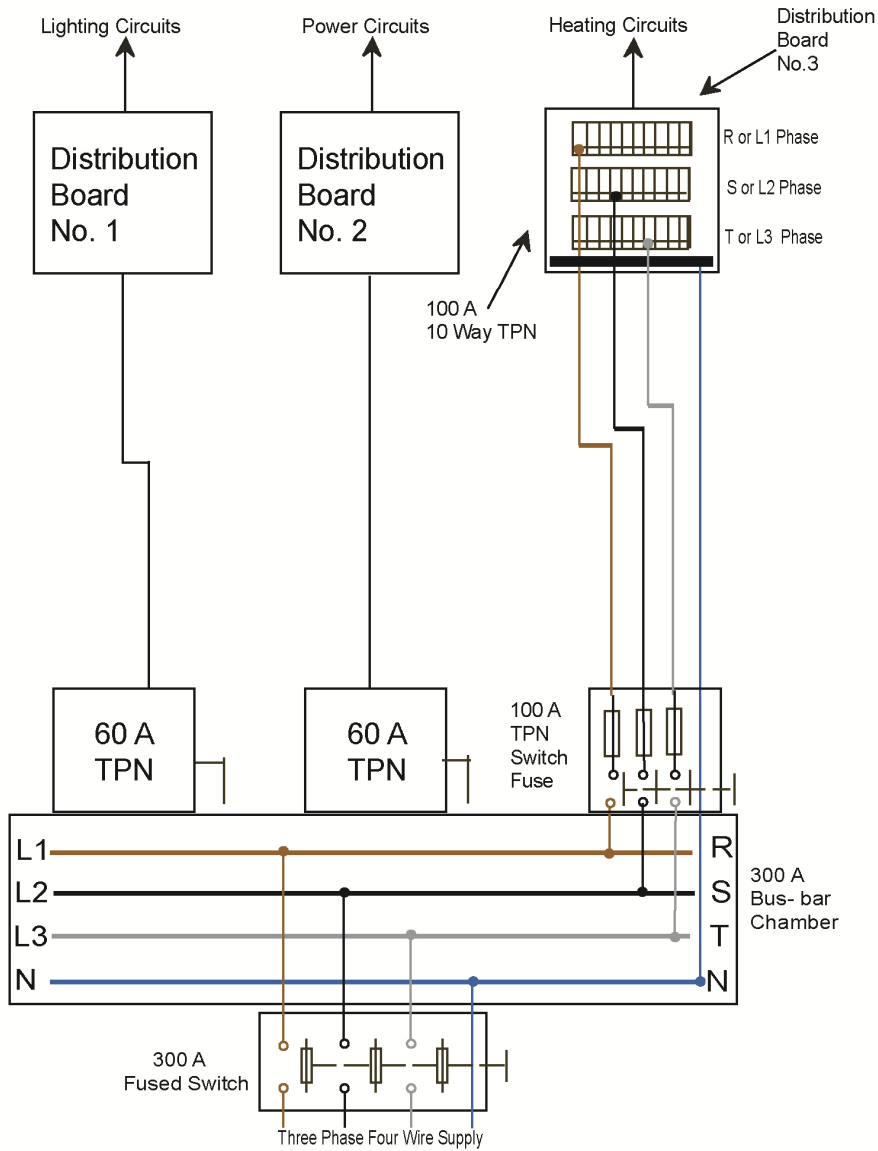 Lighting Circuits
Power Circuits
Heating Circuits
Distribution
Board
No.3
Distribution
Board
No. 1
Distribution
Board
No. 2
R or L1 Phase
S or L2 Phase
T or L3 Phase
100 A
10 Way TPN
60 A
TPN
60 A
TPN
100 A
TPN
Switch
Fuse
L1
R
L2
S
L3
T
N
N
300 A
Bus- bar
Chamber
300 A
Fused Switch
Three Phase Four Wire Supply